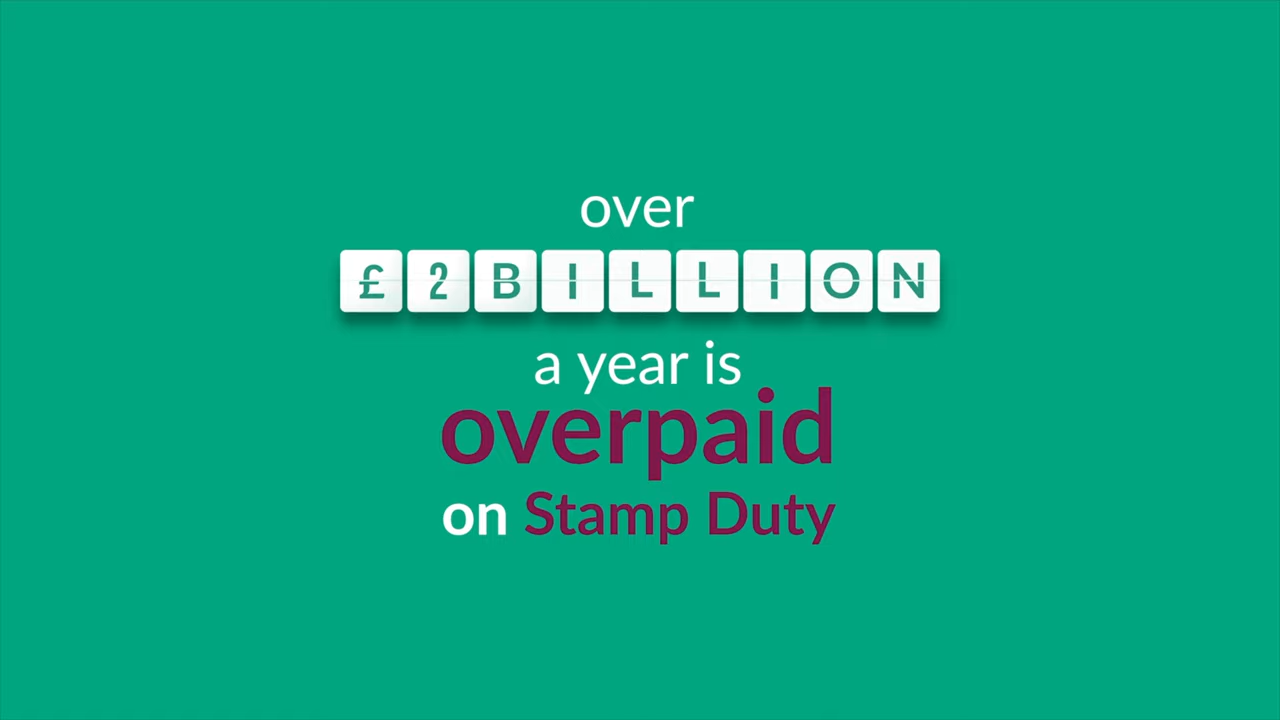 over
£2BILLION
a year is
overpaid
on Stamp Duty